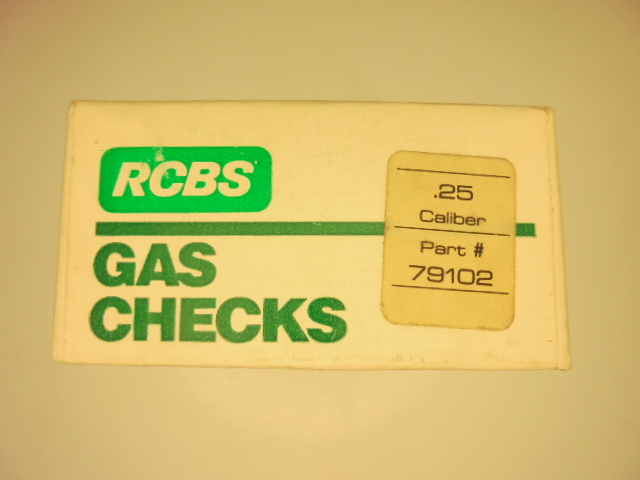 RCBS
GAS
CHECKS
.25
Caliber
Part #
79102